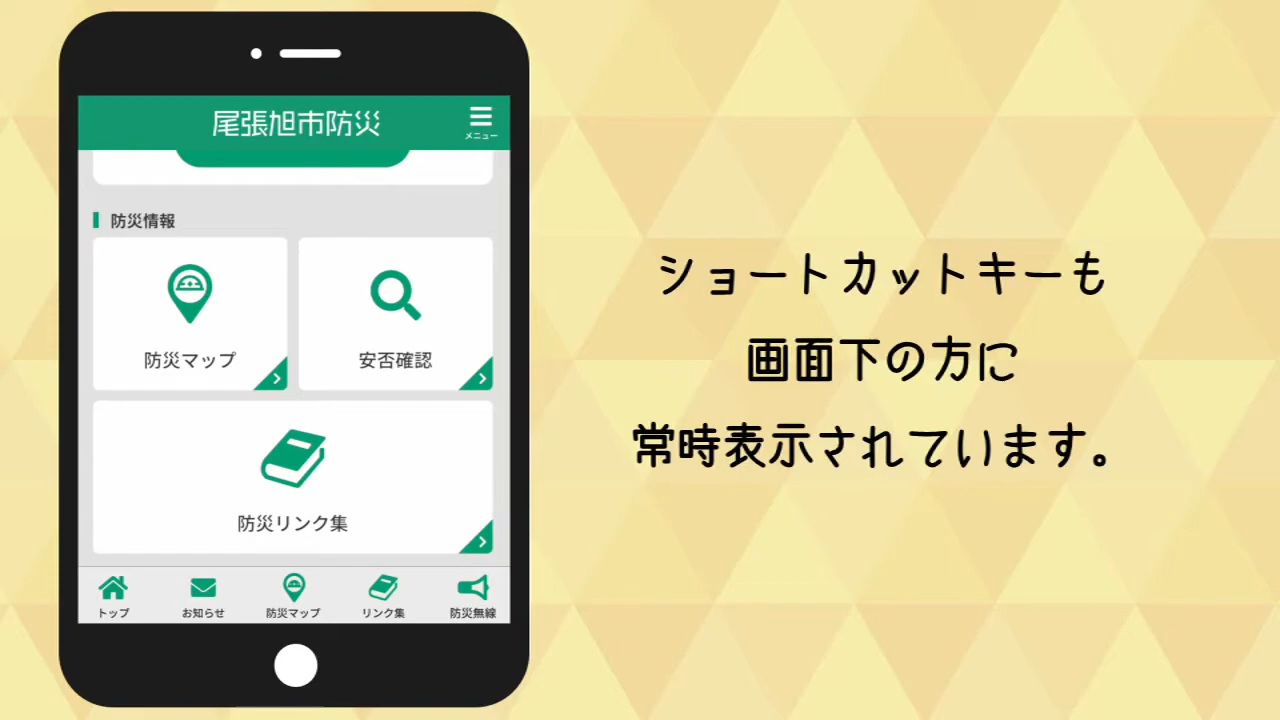 尾張旭市防災
メニュー
防災情報
防災マップ
安否確認
防災リンク集
トップ
お知らせ
防災マップ
リンク集
防災無線
ショートカットキーも
画面下の方に
常時表示されています。